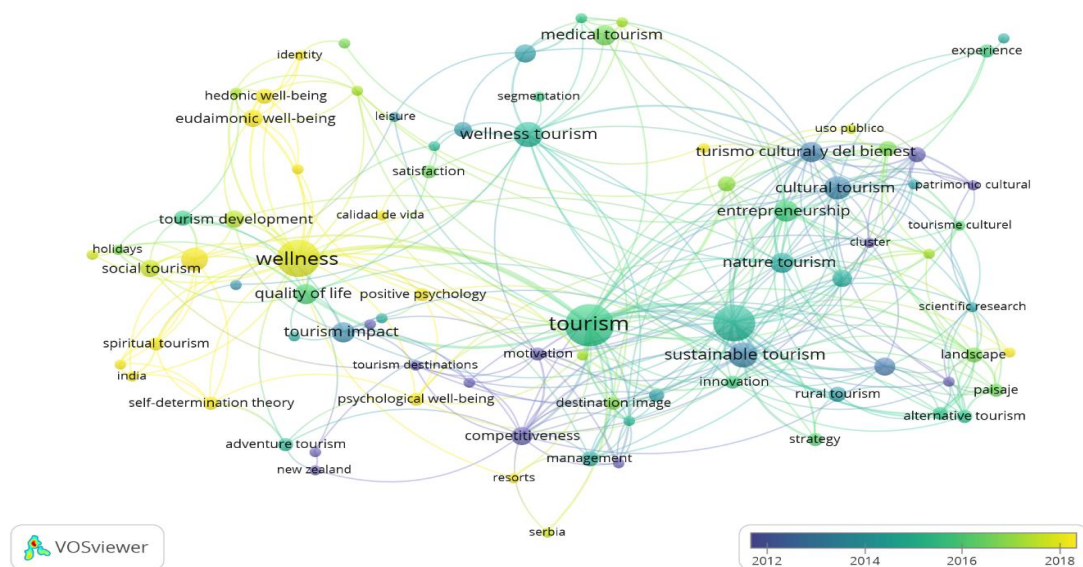 medical tourism
experience
identity
segmentation
hedonic well-being
leisure
eudaimonic well-being
wellness tourism
uso público
turismo cultural y del bienest
satisfaction
cultural tourism
patrimonio cultural
calidad de vida
tourism development
entrepreneurship
tourisme culturel
cluster
holidays
wellness
nature tourism
social tourism
quality of life
positive psychology
scientific research
tourism
tourism impact
spiritual tourism
motivation
sustainable tourism
landscape
tourism destinations
india
innovation
paisaje
self-determination theory
psychological well-being
destination image
rural tourism
alternative tourism
adventure tourism
competitiveness
strategy
new zealand
management
resorts
serbia
VOSviewer
2012
2014
2016
2018